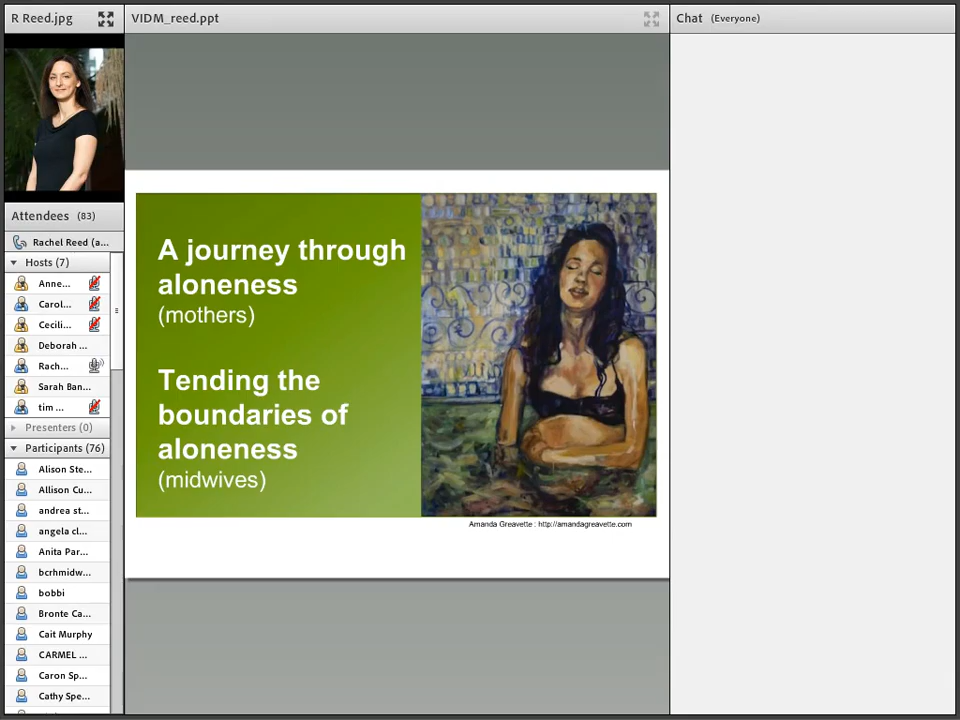 R Reed.jpg
VIDM_reed.ppt
Chat (Everyone)
Attendees (83)
Rachel Reed (a...
Hosts (7)
Anne...
Carol...
Cecili...
Deborah ...
Rach...
Sarah Ban...
tim ...
Presenters (0)
Participants (76)
Alison Ste...
Allison Cu...
andrea st...
angela cl...
Anita Par...
bcrhmidw...
bobbi
Bronte Ca...
Cait Murphy
CARMEL ...
Caron Sp...
Cathy Spe...
A journey through
aloneness
(mothers)
Tending the
boundaries of
aloneness
(midwives)
Amanda Greavette : http://amandagreavette.com